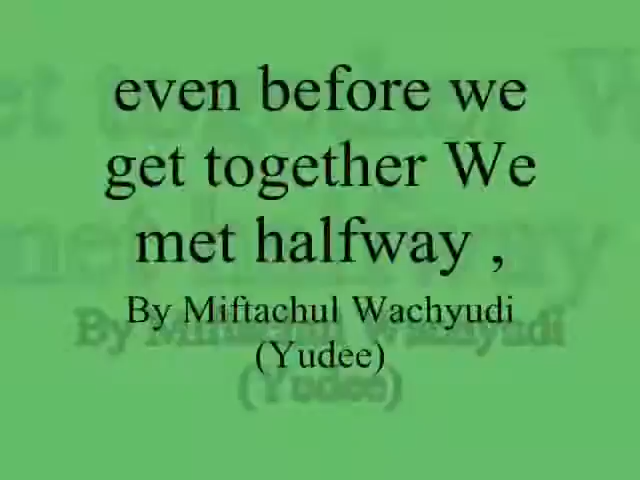 even before we
get together We
met halfway ,
By Miftachul Wachyudi
(Yudee)